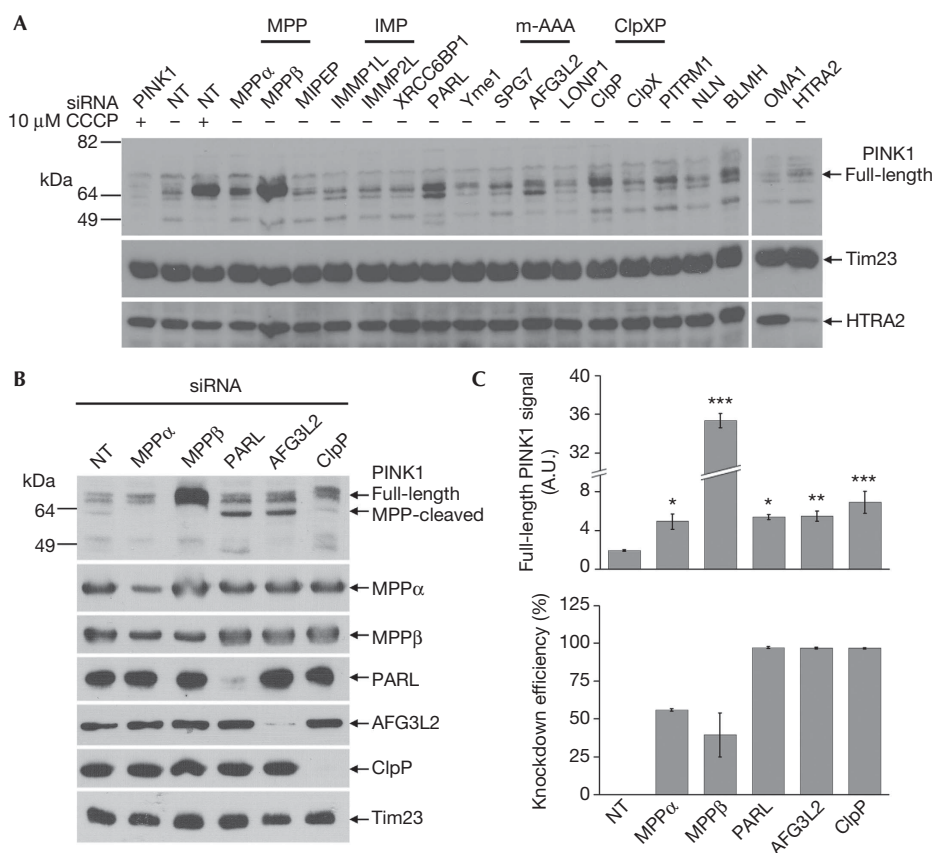 A
MPP IMP m-AAA ClpXP
siRNA PINK1 NT NT MPPα MPPβ MIPEP IMMP1L IMMP2L XRCC6BP1 PARL Yme1 SPG7 AFG3L2 LONP1 ClpP ClpX PITRM1 NLN BLMH OMA1 HTRA2
10 μM CCCP + – + – – – – – – – – – – – – – – – – – –
82
kDa
64
49
PINK1
Full-length
Tim23
HTRA2
B
siRNA
NT MPPα MPPβ PARL AFG3L2 ClpP
kDa
64
49
PINK1
Full-length
MPP-cleaved
MPPα
MPPβ
PARL
AFG3L2
ClpP
Tim23
C
Full-length PINK1 signal
(A.U.)
40
36
32
8
4
0
* *** * ** ***
Knockdown efficiency (%)
125
100
75
50
25
0
NT MPPα MPPβ PARL AFG3L2 ClpP